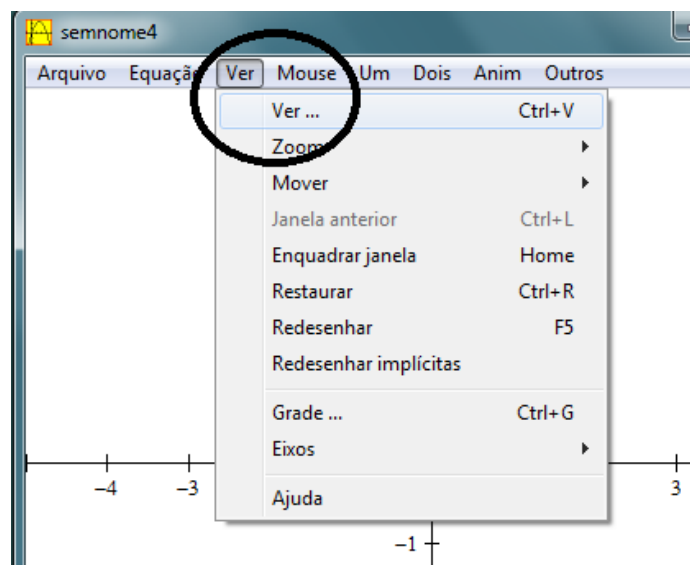 semnome4
Arquivo Equação Ver Mouse Um Dois Anim Outros
Ver ... Ctrl+V
Zoom
Mover
Janela anterior Ctrl+L
Enquadrar janela Home
Restaurar Ctrl+R
Redesenhar F5
Redesenhar implícitas
Grade ... Ctrl+G
Eixos
Ajuda
−4 −3 3
−1